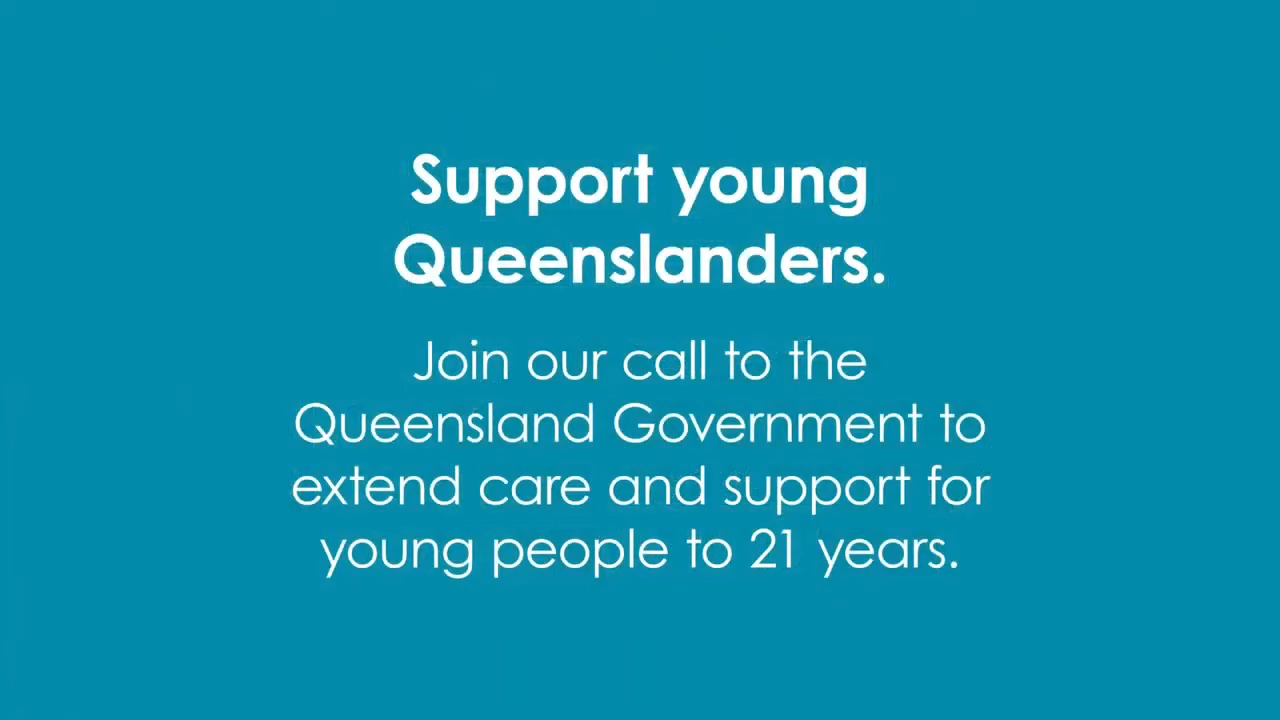 Support young
Queenslanders.
Join our call to the
Queensland Government to
extend care and support for
young people to 21 years.